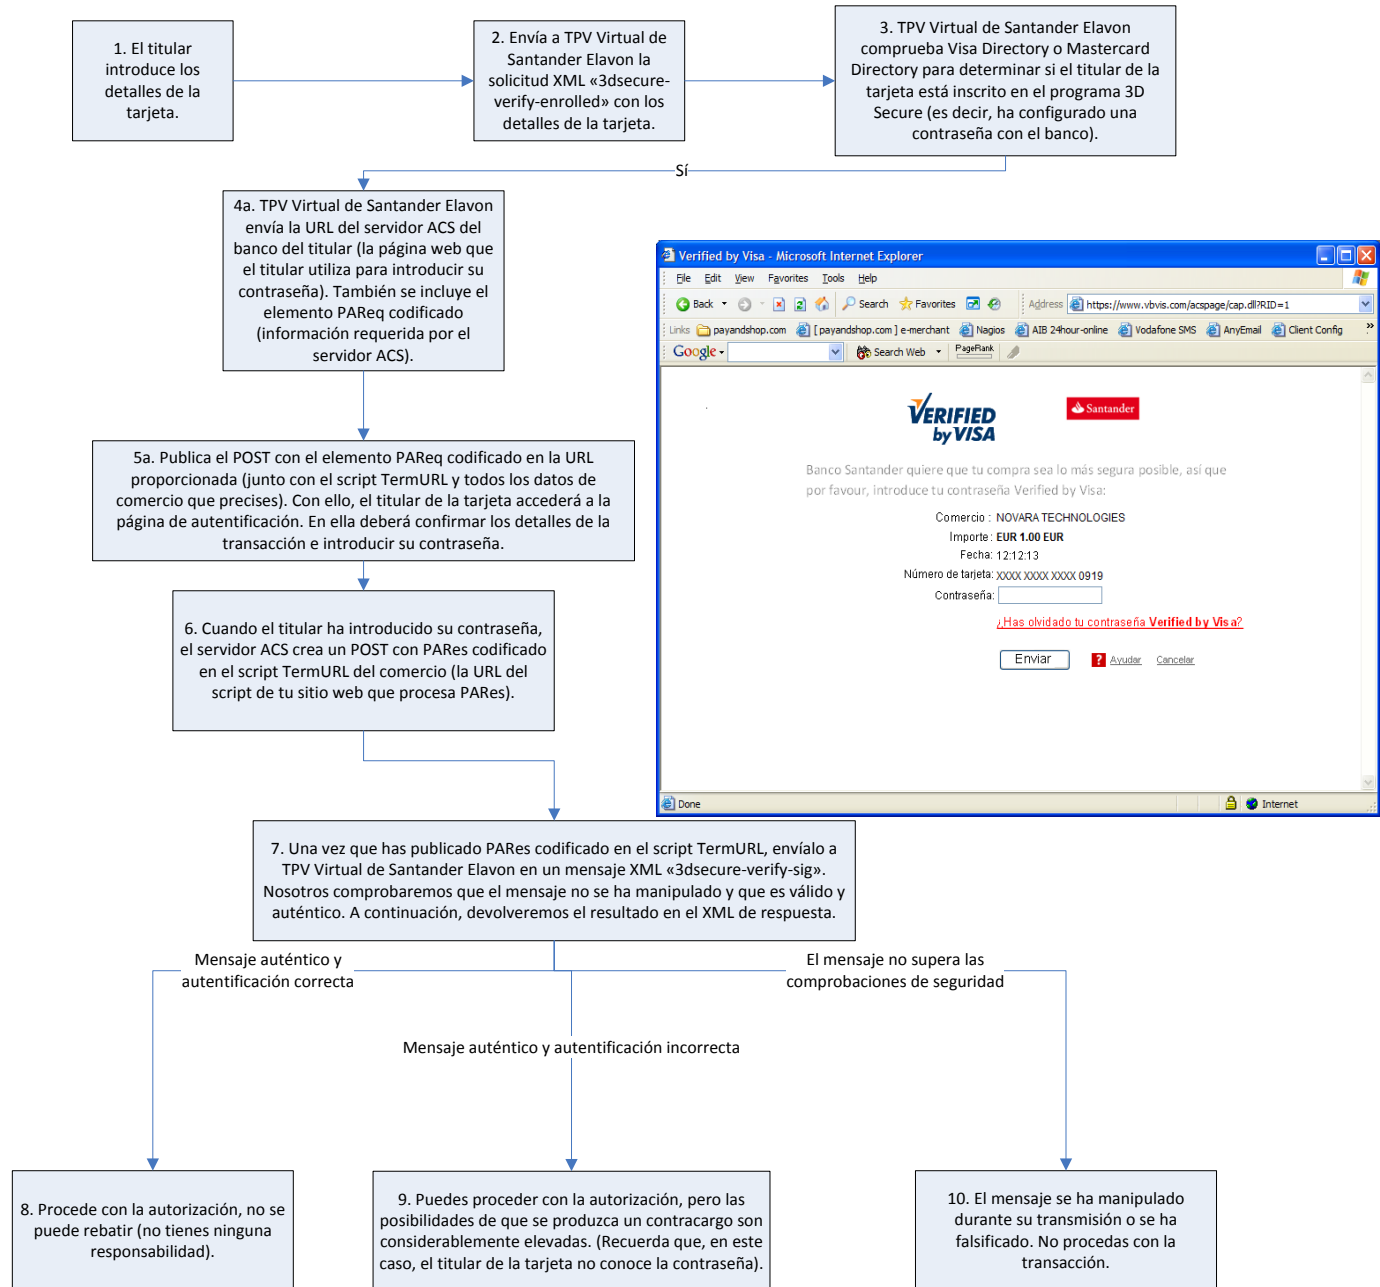 1. El titular
introduce los
detalles de la
tarjeta.
2. Envía a TPV Virtual de
Santander Elavon la
solicitud XML «3dsecure-
verify-enrolled» con los
detalles de la tarjeta.
3. TPV Virtual de Santander Elavon
comprueba Visa Directory o Mastercard
Directory para determinar si el titular de la
tarjeta está inscrito en el programa 3D
Secure (es decir, ha configurado una
contraseña con el banco).
Sí
4a. TPV Virtual de Santander Elavon
envía la URL del servidor ACS del
banco del titular (la página web que
el titular utiliza para introducir su
contraseña). También se incluye el
elemento PAReq codificado
(información requerida por el
servidor ACS).
5a. Publica el POST con el elemento PAReq codificado en la URL
proporcionada (junto con el script TermURL y todos los datos de
comercio que precises). Con ello, el titular de la tarjeta accederá a la
página de autentificación. En ella deberá confirmar los detalles de la
transacción e introducir su contraseña.
6. Cuando el titular ha introducido su contraseña,
el servidor ACS crea un POST con PARes codificado
en el script TermURL del comercio (la URL del
script de tu sitio web que procesa PARes).
Verified by Visa - Microsoft Internet Explorer
File Edit View Favorites Tools Help
Back Search Favorites Address https://www.vbvis.com/acspage/cap.dll?RID=1
Links payandshop.com [ payandshop.com ] e-merchant Nagios AIB 24hour-online Vodafone SMS AnyEmail Client Config »
Google Search Web PageRank
VERIFIED
by VISA
Santander
Banco Santander quiere que tu compra sea lo más segura posible, así que
por favour, introduce tu contraseña Verified by Visa:
Comercio : NOVARA TECHNOLOGIES
Importe: EUR 1.00 EUR
Fecha: 12:12:13
Número de tarjeta: XXXX XXXX XXXX 0919
Contraseña:
¿Has olvidado tu contraseña Verified by Visa?
Enviar ? Ayudar Cancelar
Done Internet
7. Una vez que has publicado PARes codificado en el script TermURL, envíalo a
TPV Virtual de Santander Elavon en un mensaje XML «3dsecure-verify-sig».
Nosotros comprobaremos que el mensaje no se ha manipulado y que es válido y
auténtico. A continuación, devolveremos el resultado en el XML de respuesta.
Mensaje auténtico y
autentificación correcta
El mensaje no supera las
comprobaciones de seguridad
Mensaje auténtico y autentificación incorrecta
8. Procede con la autorización, no se
puede rebatir (no tienes ninguna
responsabilidad).
9. Puedes proceder con la autorización, pero las
posibilidades de que se produzca un contracargo son
considerablemente elevadas. (Recuerda que, en este
caso, el titular de la tarjeta no conoce la contraseña).
10. El mensaje se ha manipulado
durante su transmisión o se ha
falsificado. No procedas con la
transacción.